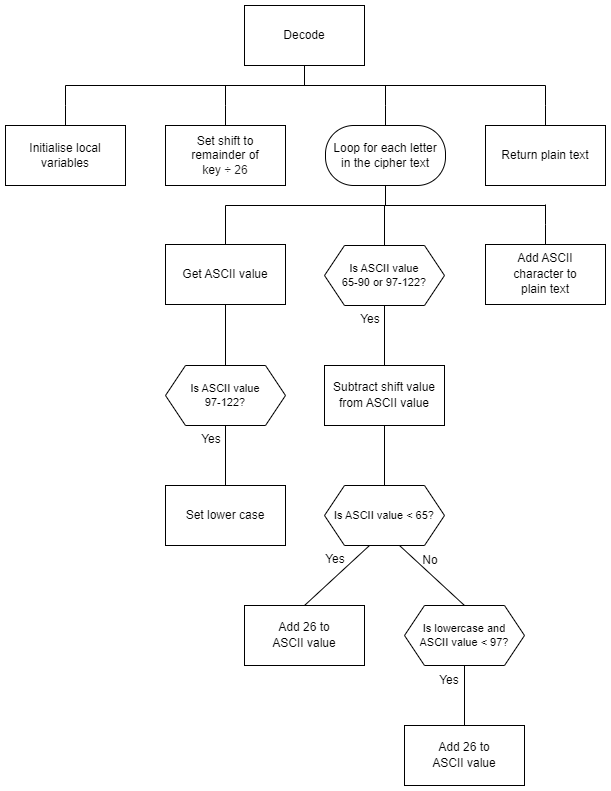 Decode
Initialise local
variables
Set shift to
remainder of
key ÷ 26
Loop for each letter
in the cipher text
Return plain text
Get ASCII value
Is ASCII value
65-90 or 97-122?
Add ASCII
character to
plain text
Yes
Is ASCII value
97-122?
Subtract shift value
from ASCII value
Yes
Set lower case
Is ASCII value < 65?
Yes
No
Add 26 to
ASCII value
Is lowercase and
ASCII value < 97?
Yes
Add 26 to
ASCII value